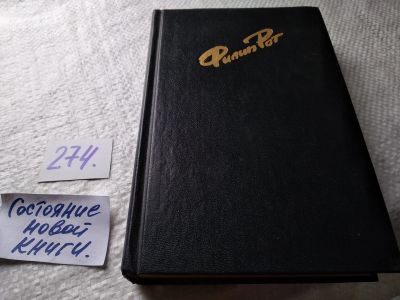 Филип Рот
274.
Состояние
новой
книги.